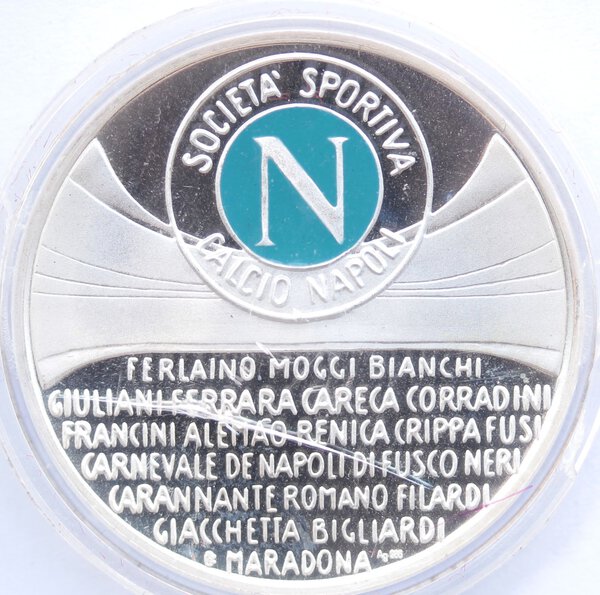 SOCIETA' SPORTIVA
N
CALCIO NAPOLI
FERLAINO MOGGI BIANCHI
GIULIANI FERRARA CARECA CORRADINI
FRANCINI ALEMAO RENICA CRIPPA FUSI
CARNEVALE DE NAPOLI DI FUSCO NERI
CARANNANTE ROMANO FILARDI
GIACCHETTA BIGLIARDI
MARADONA